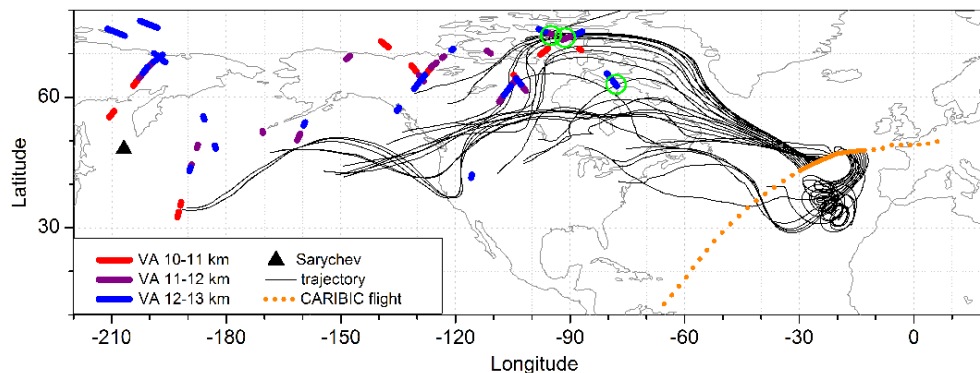 Latitude
60
30
VA 10-11 km
VA 11-12 km
VA 12-13 km
Sarychev
trajectory
CARIBIC flight
-210 -180 -150 -120 -90 -60 -30 0
Longitude